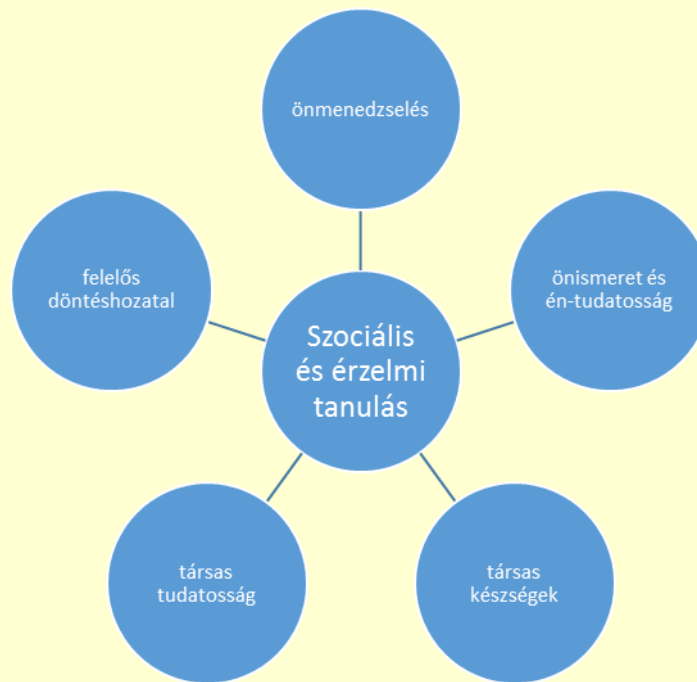 önmenedzselés
felelős
döntéshozatal
önismeret és
én-tudatosság
Szociális
és érzelmi
tanulás
társas
tudatosság
társas
készségek